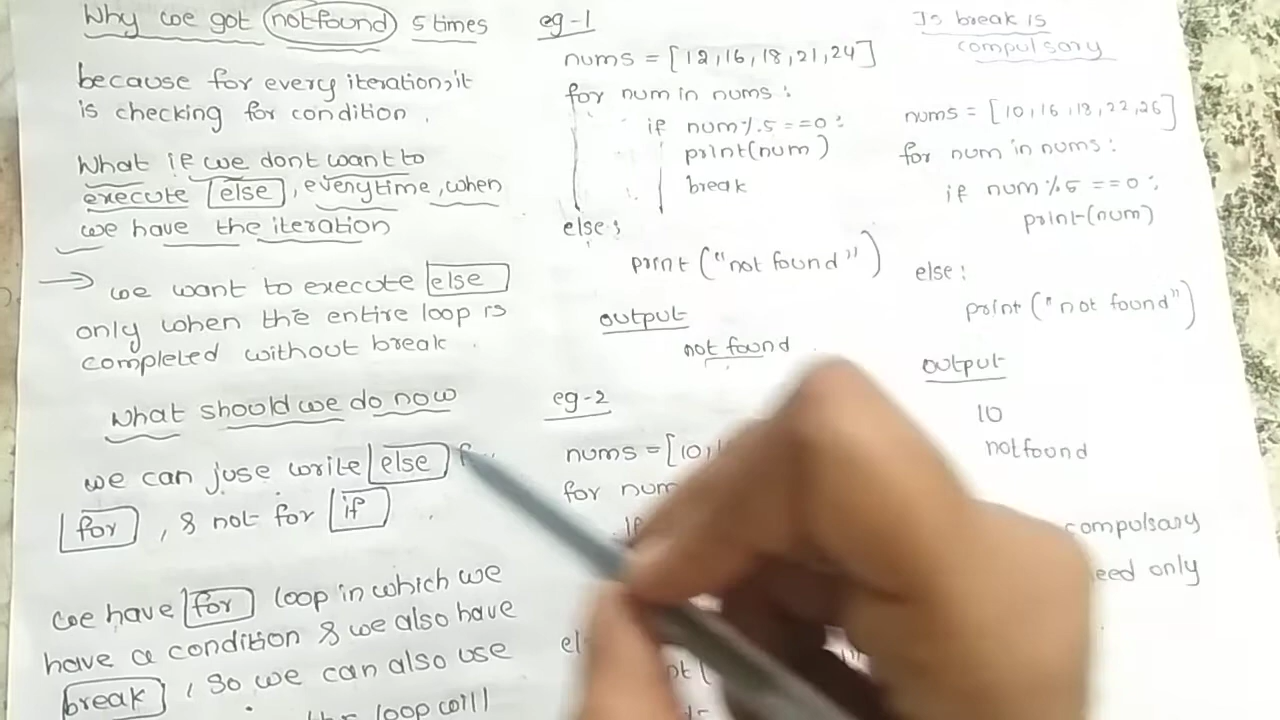 Why we got notfound 5 times
because for every iteration, it
is checking for condition.
What if we dont want to
execute else, everytime, when
we have the iteration
→ we want to execute else
only when the entire loop is
completed without break.
What should we do now
we can juse write else
for, & not for if.
we have for loop in which we
have a condition & we also have
break, so we can also use
the loop will
eg-1
nums = [12,16,18,21,24]
for num in nums:
if num%5==0:
print(num)
break
else:
print("not found")
output
not found
eg-2
nums = [10,
for num
If
Is break is
compulsary
nums = [10,16,18,22,26]
for num in nums:
if num%5==0:
print(num)
else:
print("not found")
output
10
notfound
compulsary
only